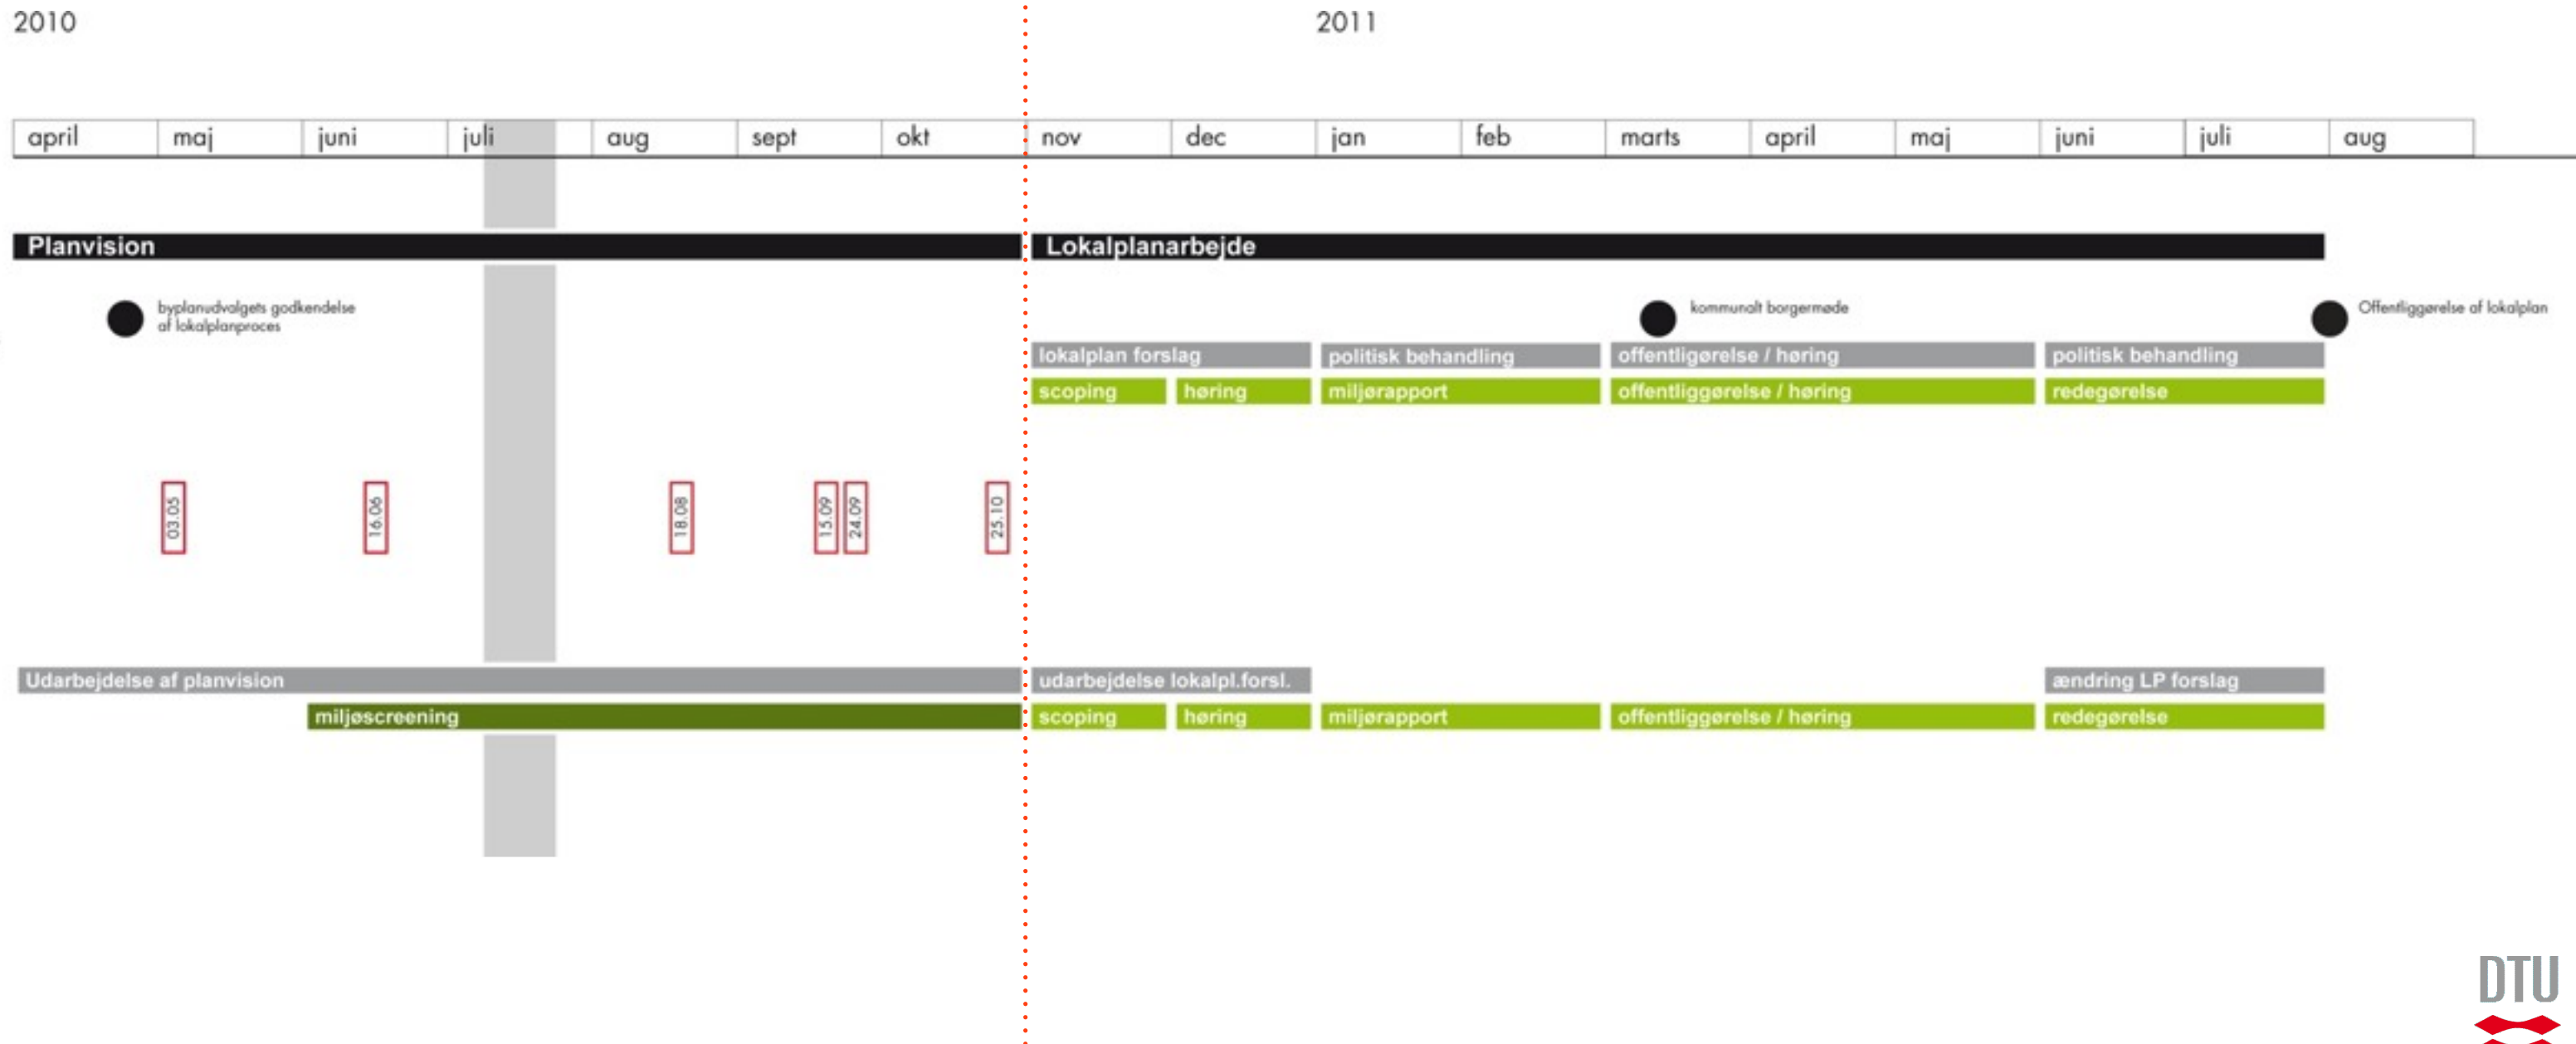 2010
2011
april maj juni juli aug sept okt nov dec jan feb marts april maj juni juli aug
Planvision
Lokalplanarbejde
byplanudvalgets godkendelse
af lokalplanproces
kommunalt borgermøde
Offentliggørelse af lokalplan
lokalplan forslag
politisk behandling
offentligørelse / høring
politisk behandling
scoping
høring
miljørapport
offentliggørelse / høring
redegørelse
03.05
16.06
18.08
15.09
24.09
25.10
Udarbejdelse af planvision
udarbejdelse lokalpl.forsl.
ændring LP forslag
miljøscreening
scoping
høring
miljørapport
offentliggørelse / høring
redegørelse
DTU